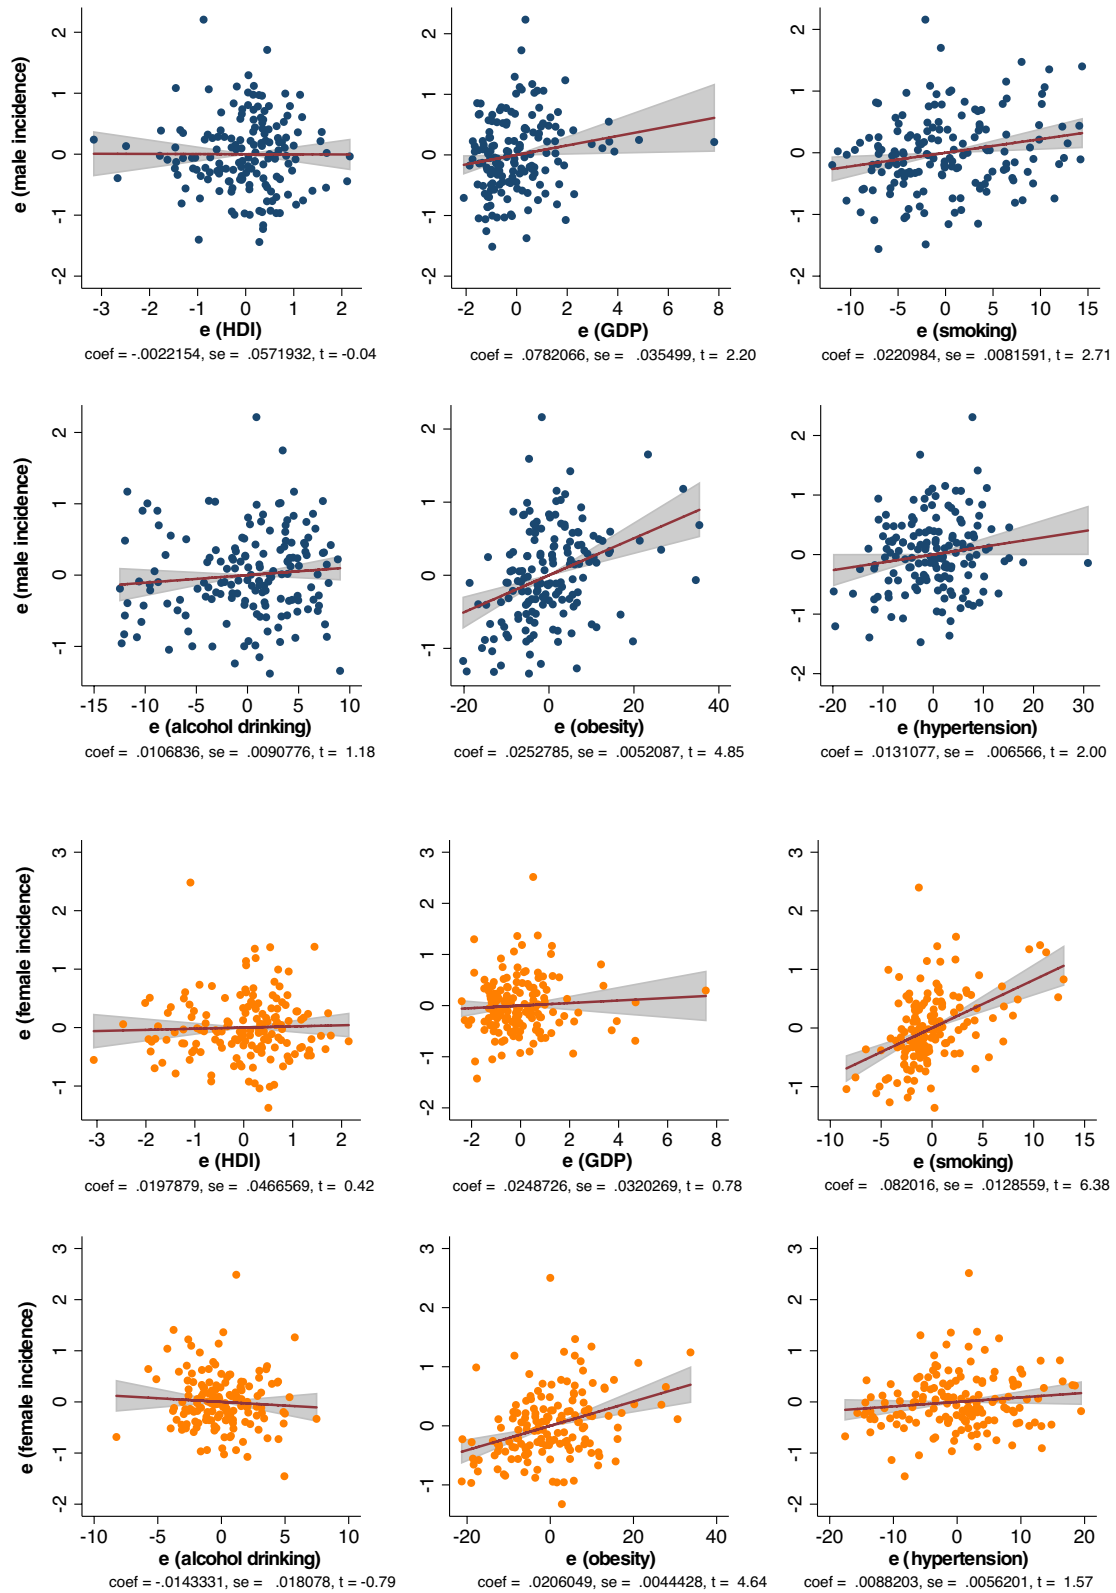 2
1
0
-1
-2
e (male incidence)
-3 -2 -1 0 1 2
e (HDI)
coef = -.0022154, se = .0571932, t = -0.04
2
1
0
-1
-2
-2 0 2 4 6 8
e (GDP)
coef = .0782066, se = .035499, t = 2.20
2
1
0
-1
-2
-10 -5 0 5 10 15
e (smoking)
coef = .0220984, se = .0081591, t = 2.71
2
1
0
-1
e (male incidence)
-15 -10 -5 0 5 10
e (alcohol drinking)
coef = .0106836, se = .0090776, t = 1.18
2
1
0
-1
-20 0 20 40
e (obesity)
coef = .0252785, se = .0052087, t = 4.85
2
1
0
-1
-2
-20 -10 0 10 20 30
e (hypertension)
coef = .0131077, se = .006566, t = 2.00
3
2
1
0
-1
e (female incidence)
-3 -2 -1 0 1 2
e (HDI)
coef = .0197879, se = .0466569, t = 0.42
3
2
1
0
-1
-2
-2 0 2 4 6 8
e (GDP)
coef = .0248726, se = .0320269, t = 0.78
3
2
1
0
-1
-10 -5 0 5 10 15
e (smoking)
coef = .082016, se = .0128559, t = 6.38
3
2
1
0
-1
-2
e (female incidence)
-10 -5 0 5 10
e (alcohol drinking)
coef = -.0143331, se = .018078, t = -0.79
3
2
1
0
-1
-20 0 20 40
e (obesity)
coef = .0206049, se = .0044428, t = 4.64
3
2
1
0
-1
-2
-20 -10 0 10 20
e (hypertension)
coef = .0088203, se = .0056201, t = 1.57